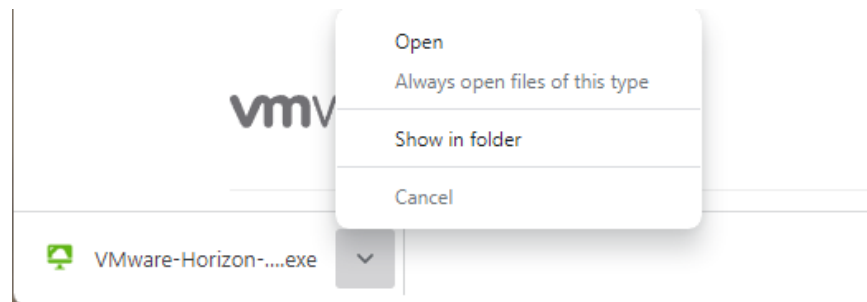 Open
Always open files of this type
vmv
Show in folder
Cancel
VMware-Horizon-....exe